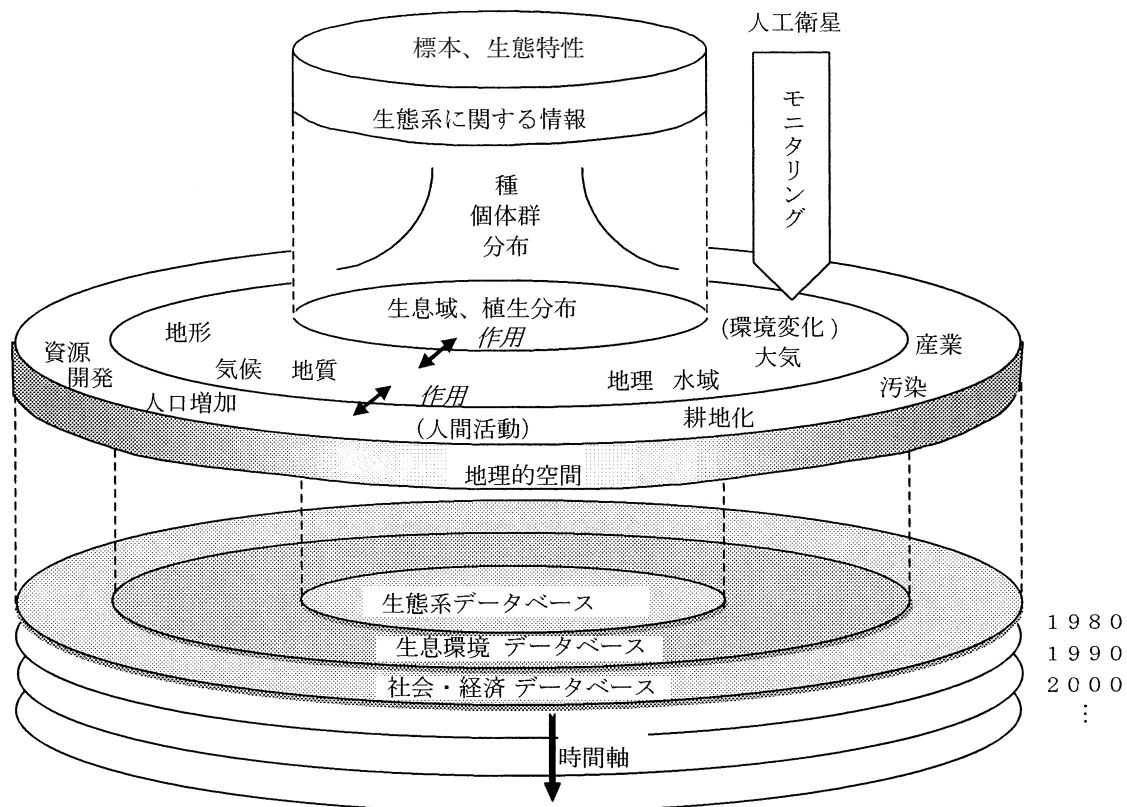 人工衛星
標本、生態特性
モニタリング
生態系に関する情報
種
個体群
分布
生息域、植生分布
作用
(環境変化)
大気
地形
気候 地質
地理 水域
資源
開発
産業
汚染
人口増加
作用
(人間活動)
耕地化
地理的空間
生態系データベース
生息環境 データベース
社会・経済 データベース
1980
1990
2000
⋮
時間軸